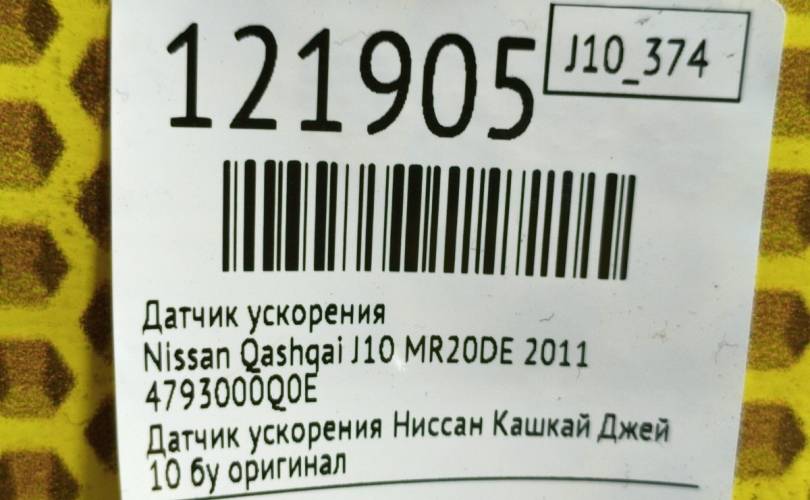 121905
J10_374
Датчик ускорения
Nissan Qashqai J10 MR20DE 2011
4793000Q0E
Датчик ускорения Ниссан Кашкай Джей
10 бу оригинал